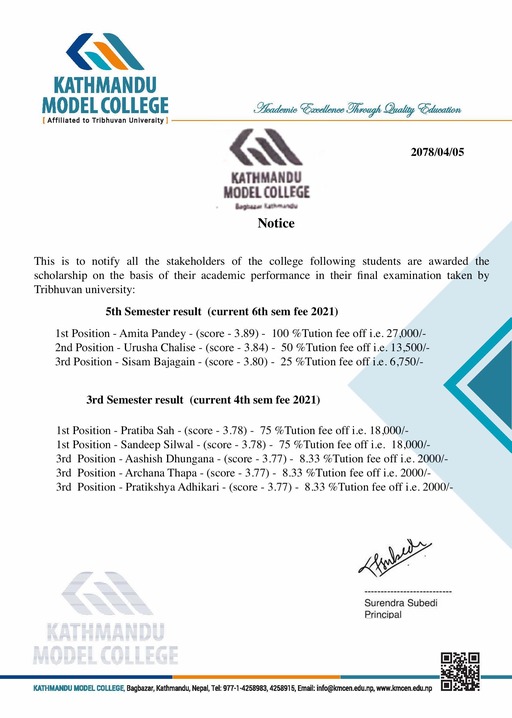 KATHMANDU
MODEL COLLEGE
[ Affiliated to Tribhuvan University ]
Academic Excellence Through Quality Education
KATHMANDU
MODEL COLLEGE
Bagbazar Kathmandu
2078/04/05
Notice
This is to notify all the stakeholders of the college following students are awarded the
scholarship on the basis of their academic performance in their final examination taken by
Tribhuvan university:
5th Semester result (current 6th sem fee 2021)
1st Position - Amita Pandey - (score - 3.89) - 100 %Tution fee off i.e. 27,000/-
2nd Position - Urusha Chalise - (score - 3.84) - 50 %Tution fee off i.e. 13,500/-
3rd Position - Sisam Bajagain - (score - 3.80) - 25 %Tution fee off i.e. 6,750/-
3rd Semester result (current 4th sem fee 2021)
1st Position - Pratiba Sah - (score - 3.78) - 75 %Tution fee off i.e. 18,000/-
1st Position - Sandeep Silwal - (score - 3.78) - 75 %Tution fee off i.e. 18,000/-
3rd Position - Aashish Dhungana - (score - 3.77) - 8.33 %Tution fee off i.e. 2000/-
3rd Position - Archana Thapa - (score - 3.77) - 8.33 %Tution fee off i.e. 2000/-
3rd Position - Pratikshya Adhikari - (score - 3.77) - 8.33 %Tution fee off i.e. 2000/-
Subedi
---------------------------
Surendra Subedi
Principal
KATHMANDU
MODEL COLLEGE
KATHMANDU MODEL COLLEGE, Bagbazar, Kathmandu, Nepal, Tel: 977-1-4258983, 4258915, Email: info@kmcen.edu.np, www.kmcen.edu.np